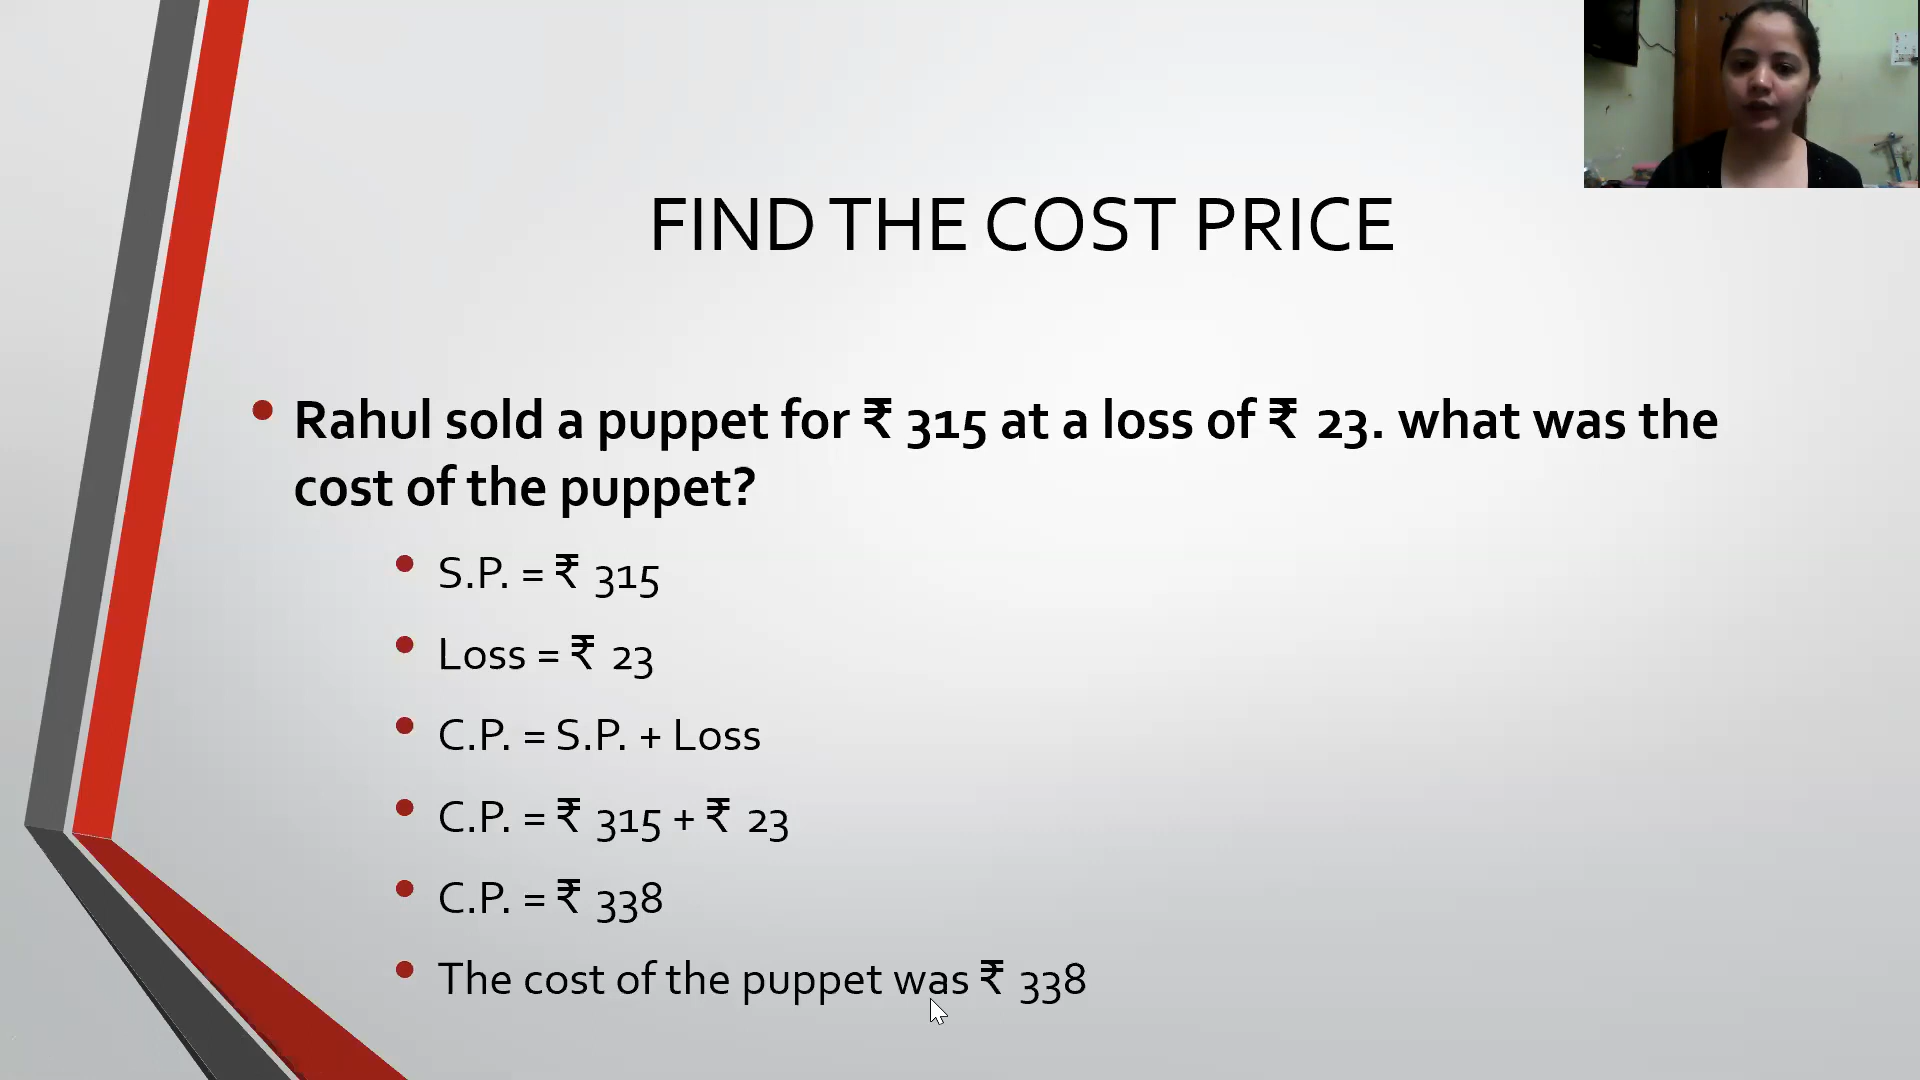 FIND THE COST PRICE
• Rahul sold a puppet for ₹ 315 at a loss of ₹ 23. what was the
cost of the puppet?
• S.P. = ₹ 315
• Loss = ₹ 23
• C.P. = S.P. + Loss
• C.P. = ₹ 315 + ₹ 23
• C.P. = ₹ 338
• The cost of the puppet was ₹ 338